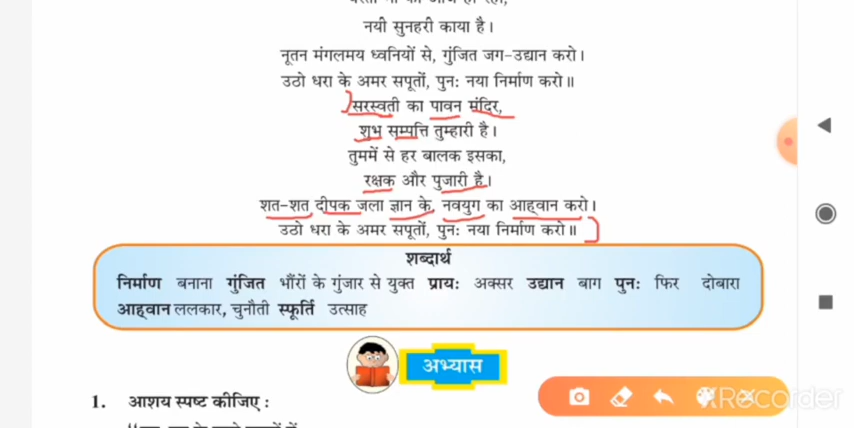 नयी सुनहरी काया है।
नूतन मंगलमय ध्वनियों से, गुंजित जग-उद्यान करो।
उठो धरा के अमर सपूतों, पुन: नया निर्माण करो॥
सरस्वती का पावन मंदिर,
शुभ सम्पत्ति तुम्हारी है।
तुममें से हर बालक इसका,
रक्षक और पुजारी है।
शत-शत दीपक जला ज्ञान के, नवयुग का आह्वान करो।
उठो धरा के अमर सपूतों, पुन: नया निर्माण करो॥
शब्दार्थ
निर्माण बनाना गुंजित भौंरों के गुंजार से युक्त प्राय: अक्सर उद्यान बाग पुन: फिर दोबारा
आह्वान ललकार, चुनौती स्फूर्ति उत्साह
अभ्यास
1. आशय स्पष्ट कीजिए :
Recorder